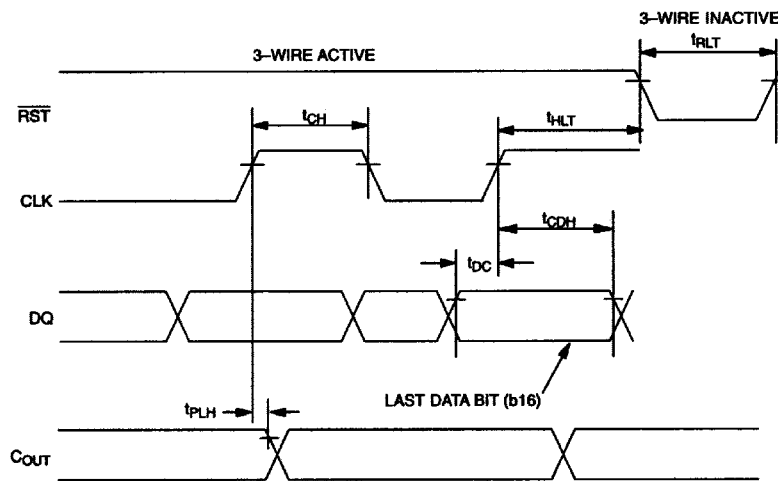 3–WIRE INACTIVE
3–WIRE ACTIVE
tRLT
RST
tCH
tHLT
CLK
tCDH
tDC
DQ
LAST DATA BIT (b16)
tPLH
COUT